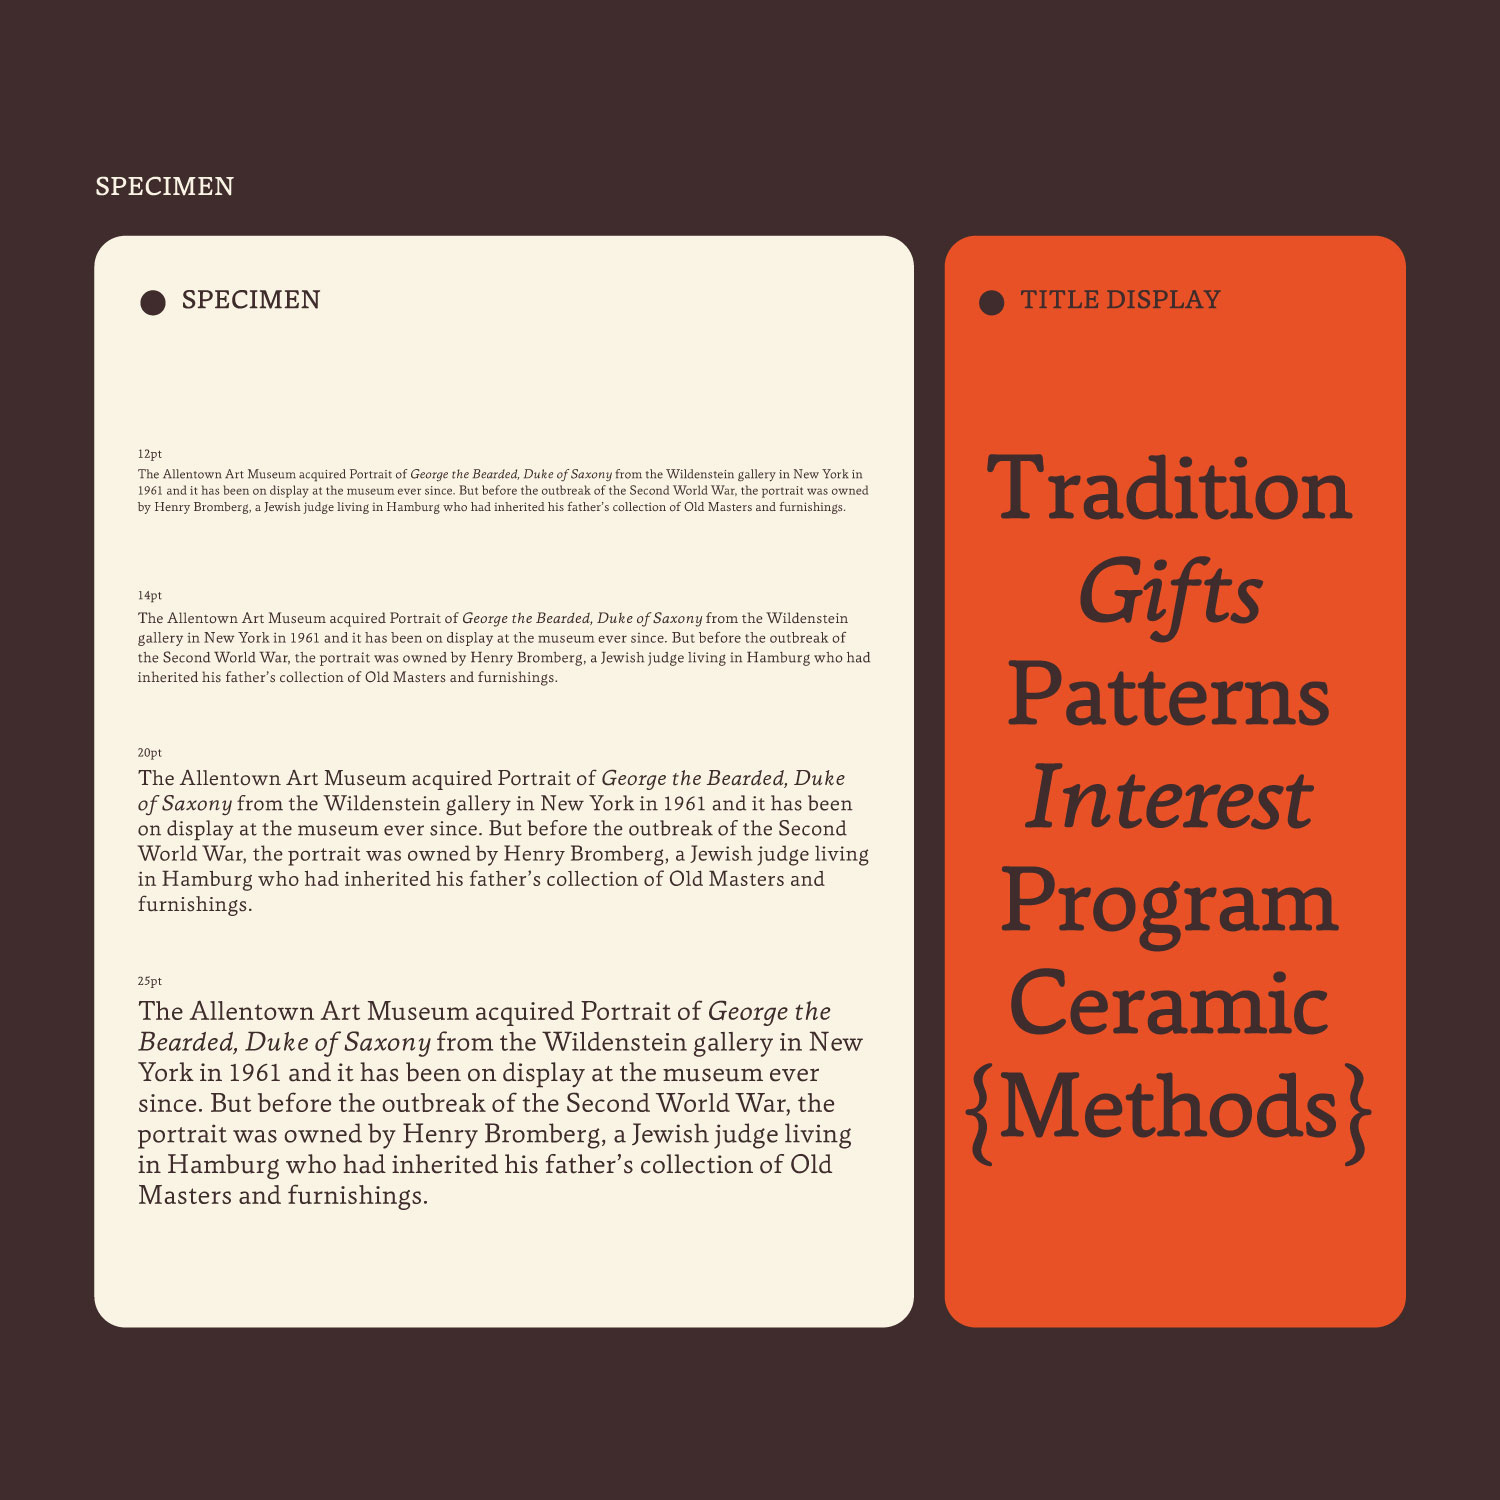 SPECIMEN
SPECIMEN
12pt
The Allentown Art Museum acquired Portrait of George the Bearded, Duke of Saxony from the Wildenstein gallery in New York in
1961 and it has been on display at the museum ever since. But before the outbreak of the Second World War, the portrait was owned
by Henry Bromberg, a Jewish judge living in Hamburg who had inherited his father’s collection of Old Masters and furnishings.
14pt
The Allentown Art Museum acquired Portrait of George the Bearded, Duke of Saxony from the Wildenstein
gallery in New York in 1961 and it has been on display at the museum ever since. But before the outbreak of
the Second World War, the portrait was owned by Henry Bromberg, a Jewish judge living in Hamburg who had
inherited his father’s collection of Old Masters and furnishings.
20pt
The Allentown Art Museum acquired Portrait of George the Bearded, Duke
of Saxony from the Wildenstein gallery in New York in 1961 and it has been
on display at the museum ever since. But before the outbreak of the Second
World War, the portrait was owned by Henry Bromberg, a Jewish judge living
in Hamburg who had inherited his father’s collection of Old Masters and
furnishings.
25pt
The Allentown Art Museum acquired Portrait of George the
Bearded, Duke of Saxony from the Wildenstein gallery in New
York in 1961 and it has been on display at the museum ever
since. But before the outbreak of the Second World War, the
portrait was owned by Henry Bromberg, a Jewish judge living
in Hamburg who had inherited his father’s collection of Old
Masters and furnishings.
TITLE DISPLAY
Tradition
Gifts
Patterns
Interest
Program
Ceramic
{Methods}